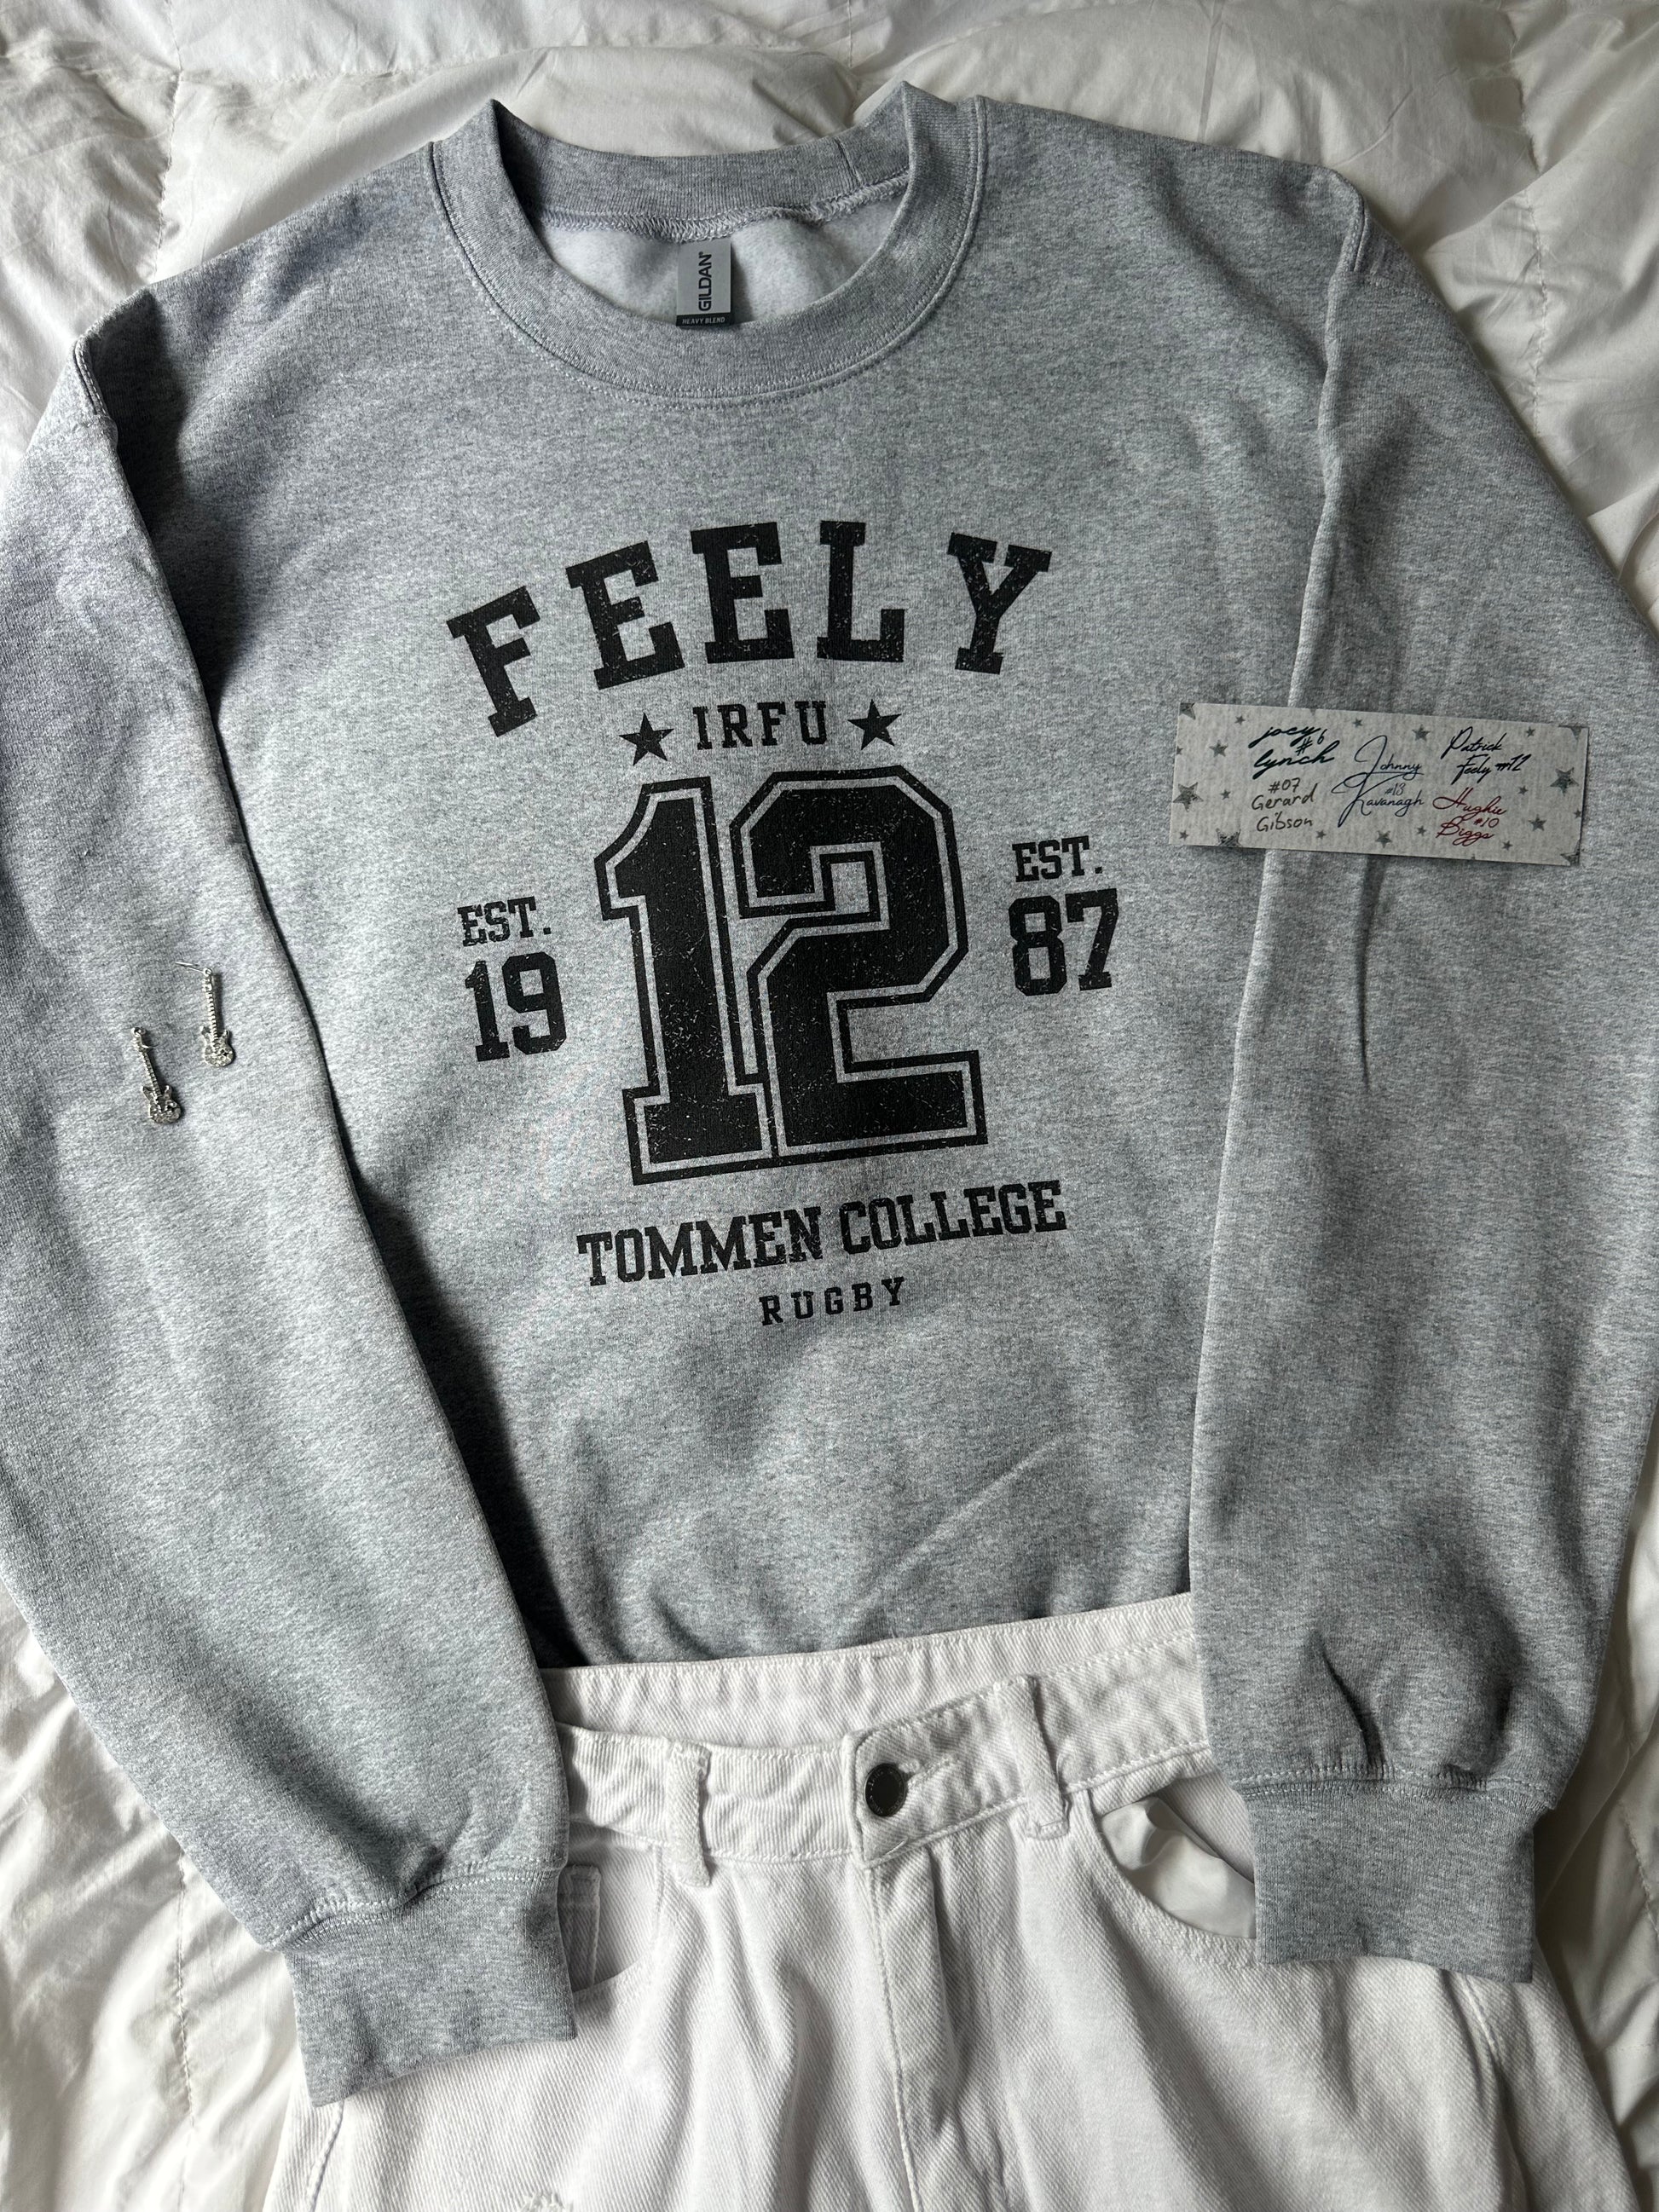 GILDAN
HEAVY BLEND
FEELY
IRFU
EST.
19
12
EST.
87
TOMMEN COLLEGE
RUGBY
joey
#6
lynch
#07
Gerard
Gibson
Johnny
#13
Kavanagh
Patrick
Feely #12
Hughie
#10
Biggs